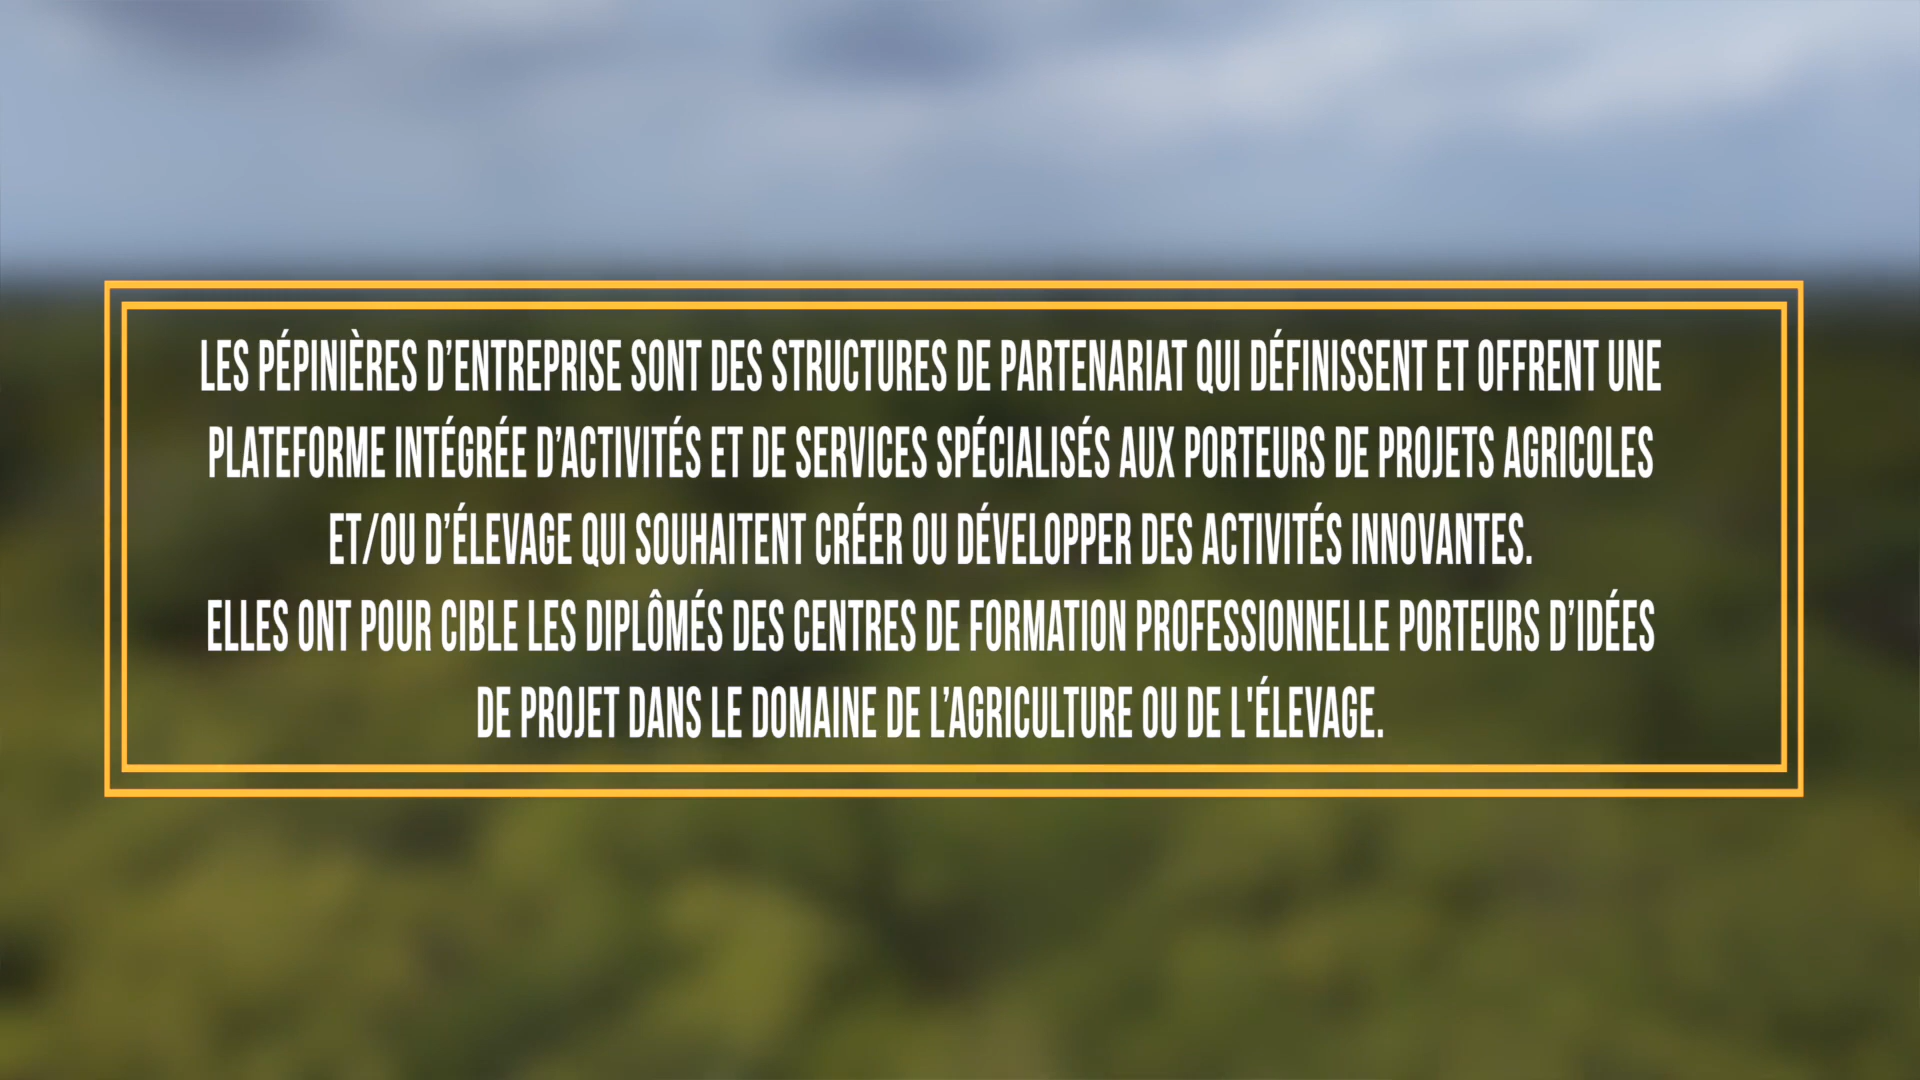 LES PÉPINIÈRES D’ENTREPRISE SONT DES STRUCTURES DE PARTENARIAT QUI DÉFINISSENT ET OFFRENT UNE
PLATEFORME INTÉGRÉE D’ACTIVITÉS ET DE SERVICES SPÉCIALISÉS AUX PORTEURS DE PROJETS AGRICOLES
ET/OU D’ÉLEVAGE QUI SOUHAITENT CRÉER OU DÉVELOPPER DES ACTIVITÉS INNOVANTES.
ELLES ONT POUR CIBLE LES DIPLÔMÉS DES CENTRES DE FORMATION PROFESSIONNELLE PORTEURS D’IDÉES
DE PROJET DANS LE DOMAINE DE L’AGRICULTURE OU DE L'ÉLEVAGE.